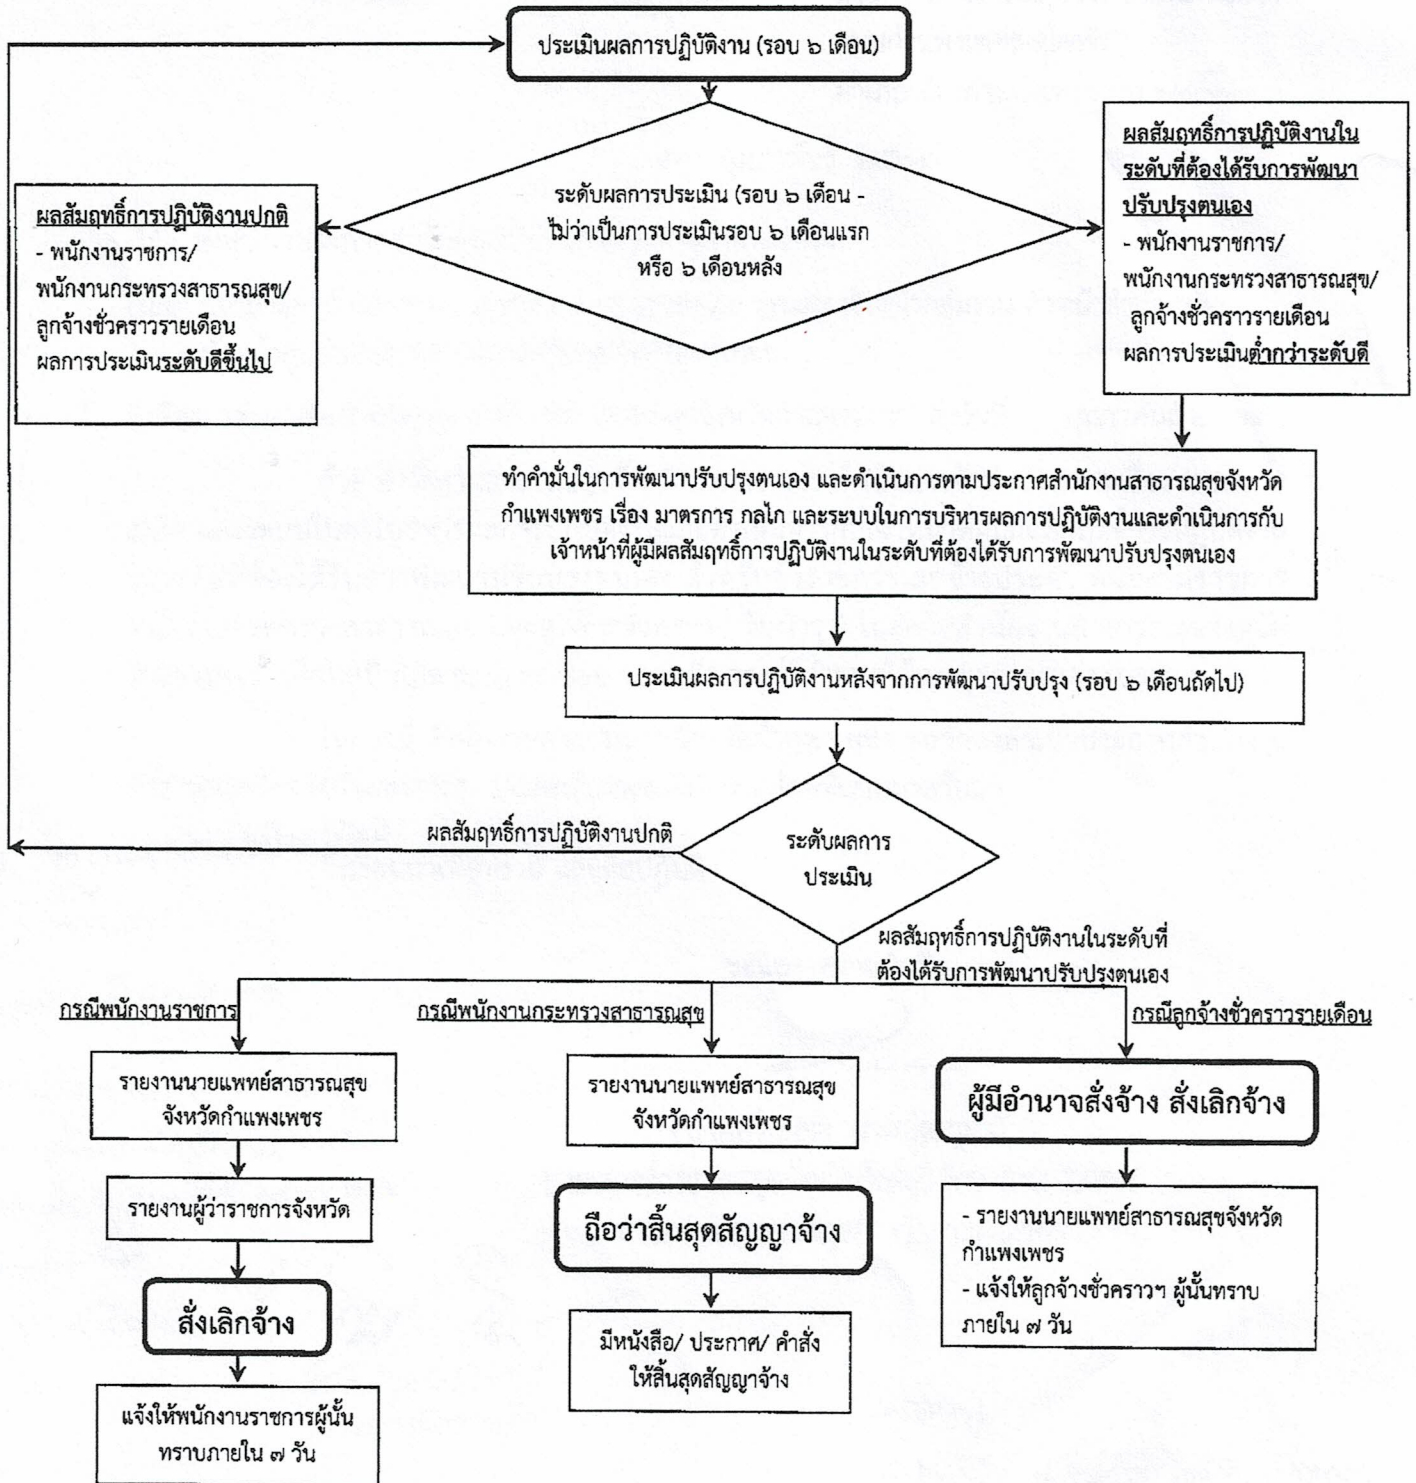 ประเมินผลการปฏิบัติงาน (รอบ ๖ เดือน)
ระดับผลการประเมิน (รอบ ๖ เดือน -
ไม่ว่าเป็นการประเมินรอบ ๖ เดือนแรก
หรือ ๖ เดือนหลัง
ผลสัมฤทธิ์การปฏิบัติงานปกติ
- พนักงานราชการ/
พนักงานกระทรวงสาธารณสุข/
ลูกจ้างชั่วคราวรายเดือน
ผลการประเมินระดับดีขึ้นไป
ผลสัมฤทธิ์การปฏิบัติงานใน
ระดับที่ต้องได้รับการพัฒนา
ปรับปรุงตนเอง
- พนักงานราชการ/
พนักงานกระทรวงสาธารณสุข/
ลูกจ้างชั่วคราวรายเดือน
ผลการประเมินต่ำกว่าระดับดี
ทำคำมั่นในการพัฒนาปรับปรุงตนเอง และดำเนินการตามประกาศสำนักงานสาธารณสุขจังหวัด
กำแพงเพชร เรื่อง มาตรการ กลไก และระบบในการบริหารผลการปฏิบัติงานและดำเนินการกับ
เจ้าหน้าที่ผู้มีผลสัมฤทธิ์การปฏิบัติงานในระดับที่ต้องได้รับการพัฒนาปรับปรุงตนเอง
ประเมินผลการปฏิบัติงานหลังจากการพัฒนาปรับปรุง (รอบ ๖ เดือนถัดไป)
ผลสัมฤทธิ์การปฏิบัติงานปกติ
ระดับผลการ
ประเมิน
ผลสัมฤทธิ์การปฏิบัติงานในระดับที่
ต้องได้รับการพัฒนาปรับปรุงตนเอง
กรณีพนักงานราชการ
รายงานนายแพทย์สาธารณสุข
จังหวัดกำแพงเพชร
รายงานผู้ว่าราชการจังหวัด
สั่งเลิกจ้าง
แจ้งให้พนักงานราชการผู้นั้น
ทราบภายใน ๗ วัน
กรณีพนักงานกระทรวงสาธารณสุข
รายงานนายแพทย์สาธารณสุข
จังหวัดกำแพงเพชร
ถือว่าสิ้นสุดสัญญาจ้าง
มีหนังสือ/ ประกาศ/ คำสั่ง
ให้สิ้นสุดสัญญาจ้าง
กรณีลูกจ้างชั่วคราวรายเดือน
ผู้มีอำนาจสั่งจ้าง สั่งเลิกจ้าง
- รายงานนายแพทย์สาธารณสุขจังหวัด
กำแพงเพชร
- แจ้งให้ลูกจ้างชั่วคราวฯ ผู้นั้นทราบ
ภายใน ๗ วัน